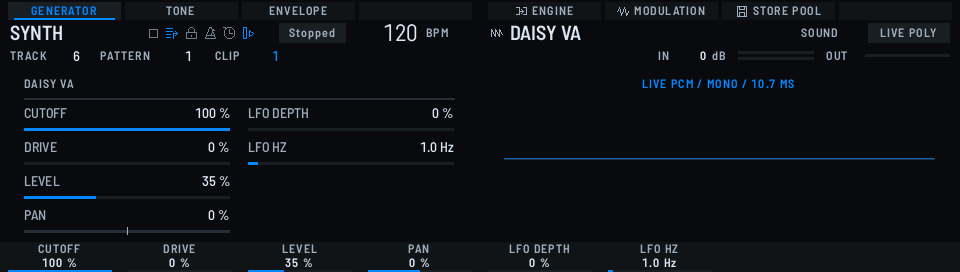 GENERATOR TONE ENVELOPE ENGINE MODULATION STORE POOL
SYNTH Stopped 120 BPM DAISY VA SOUND LIVE POLY
TRACK 6 PATTERN 1 CLIP 1 IN 0 dB OUT
DAISY VA LIVE PCM / MONO / 10.7 MS
CUTOFF 100 % LFO DEPTH 0 %
DRIVE 0 % LFO HZ 1.0 Hz
LEVEL 35 %
PAN 0 %
CUTOFF DRIVE LEVEL PAN LFO DEPTH LFO HZ
100 % 0 % 35 % 0 % 0 % 1.0 Hz